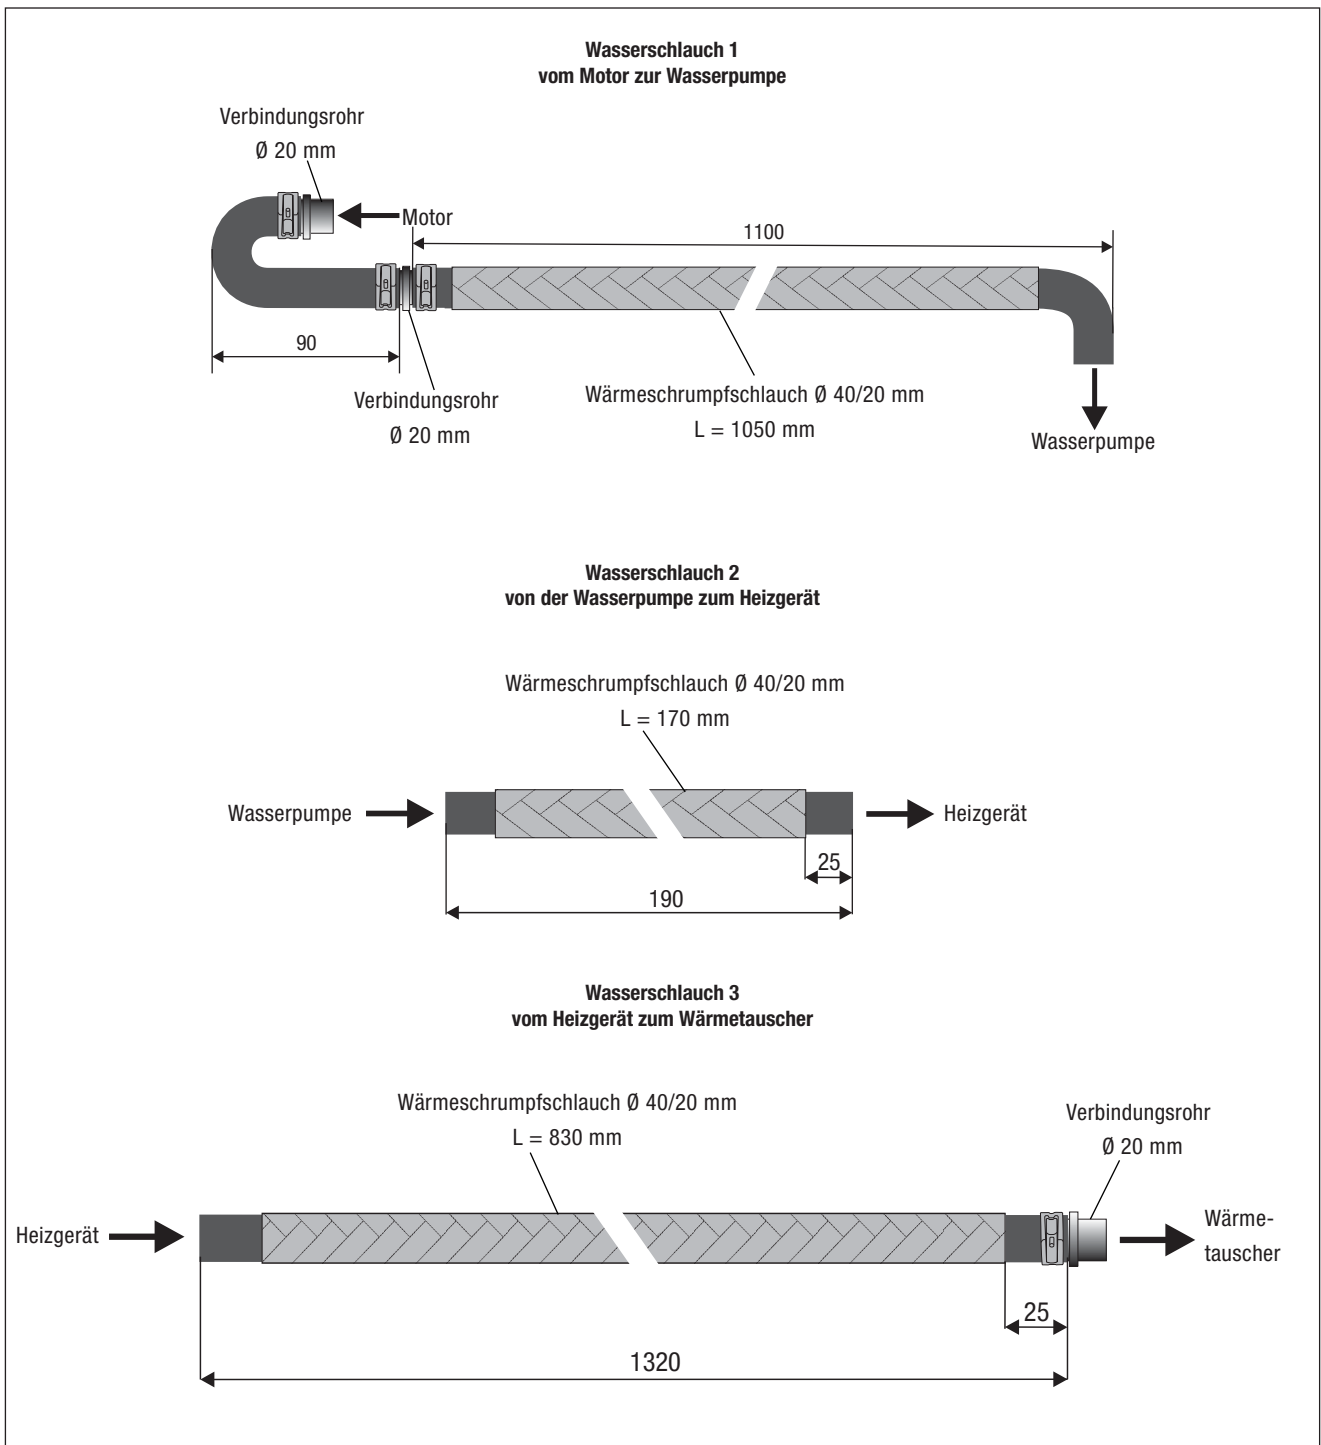 Wasserschlauch 1
vom Motor zur Wasserpumpe
Verbindungsrohr
Ø 20 mm
Motor
1100
90
Verbindungsrohr
Ø 20 mm
Wärmeschrumpfschlauch Ø 40/20 mm
L = 1050 mm
Wasserpumpe
Wasserschlauch 2
von der Wasserpumpe zum Heizgerät
Wärmeschrumpfschlauch Ø 40/20 mm
L = 170 mm
Wasserpumpe
Heizgerät
25
190
Wasserschlauch 3
vom Heizgerät zum Wärmetauscher
Wärmeschrumpfschlauch Ø 40/20 mm
L = 830 mm
Verbindungsrohr
Ø 20 mm
Heizgerät
Wärme-
tauscher
25
1320